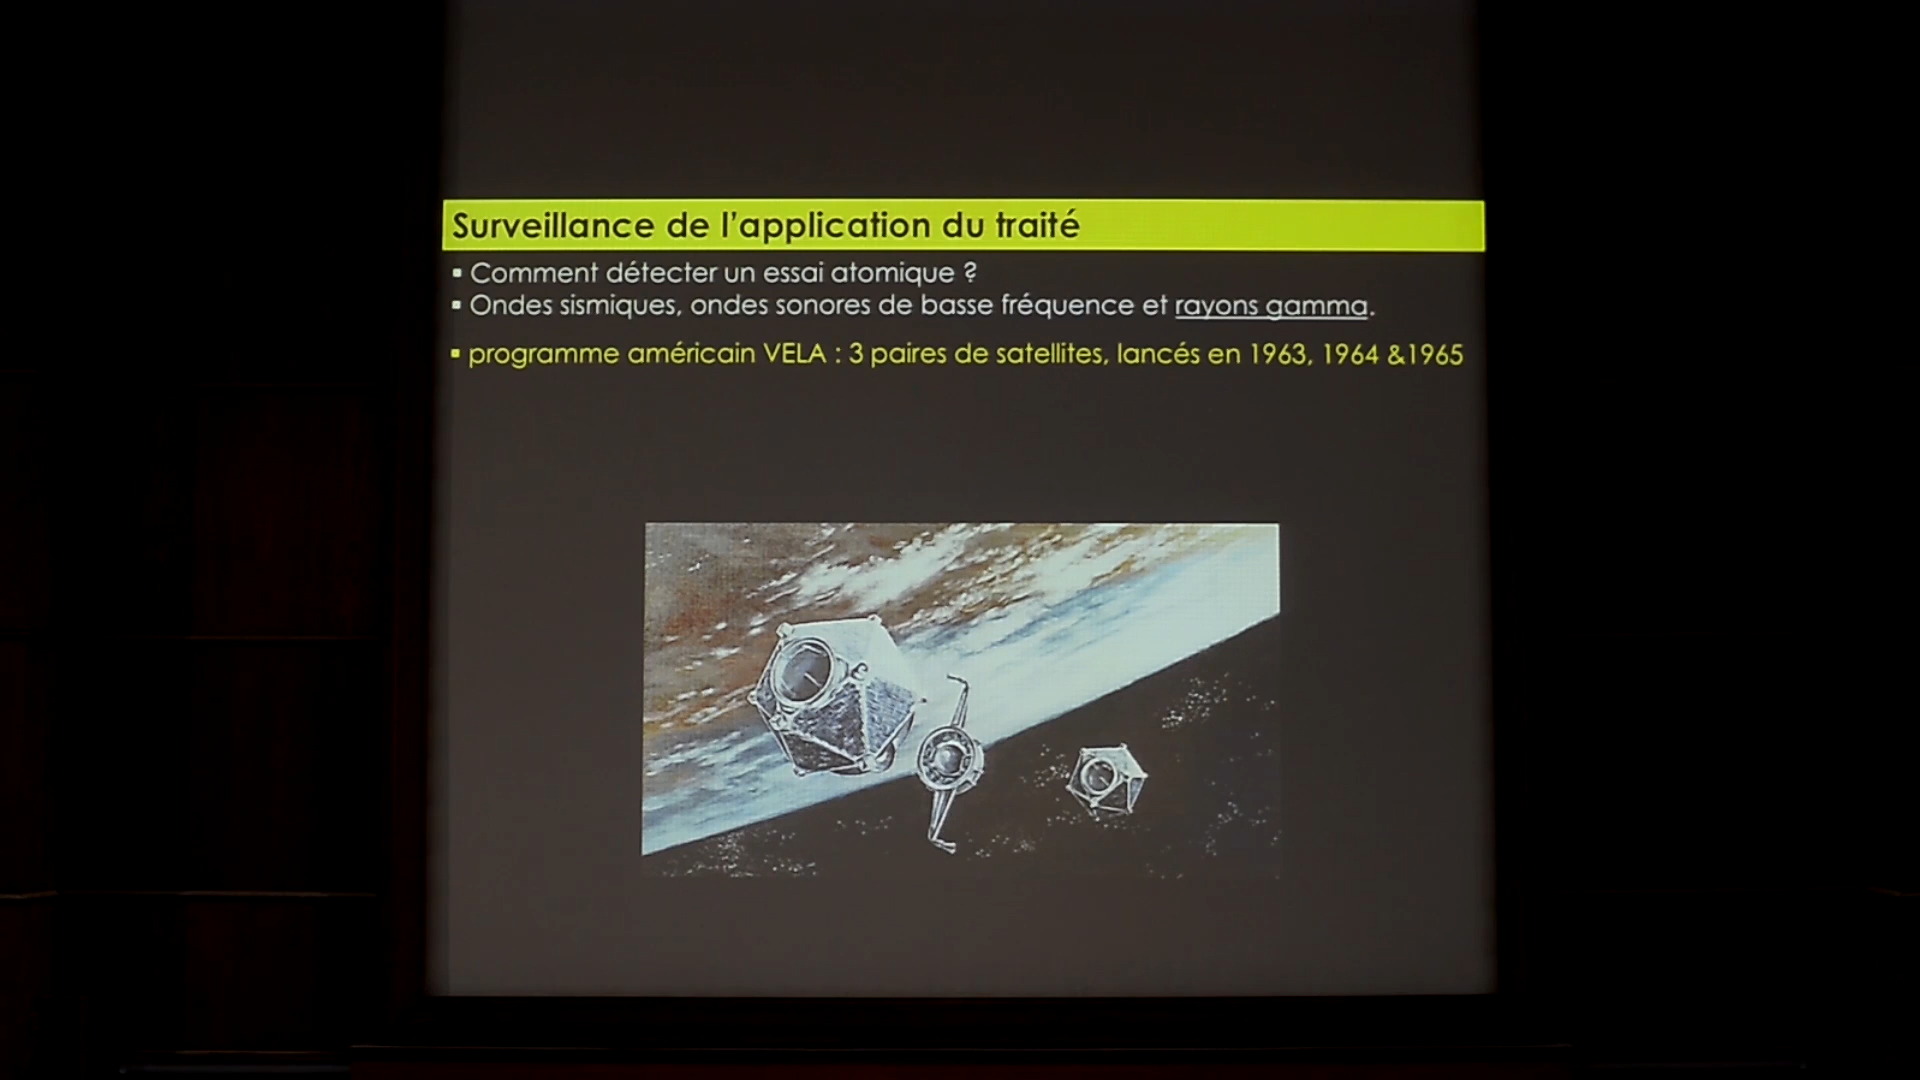 Surveillance de l'application du traité
▪ Comment détecter un essai atomique ?
▪ Ondes sismiques, ondes sonores de basse fréquence et rayons gamma.
▪ programme américain VELA : 3 paires de satellites, lancés en 1963, 1964 &1965